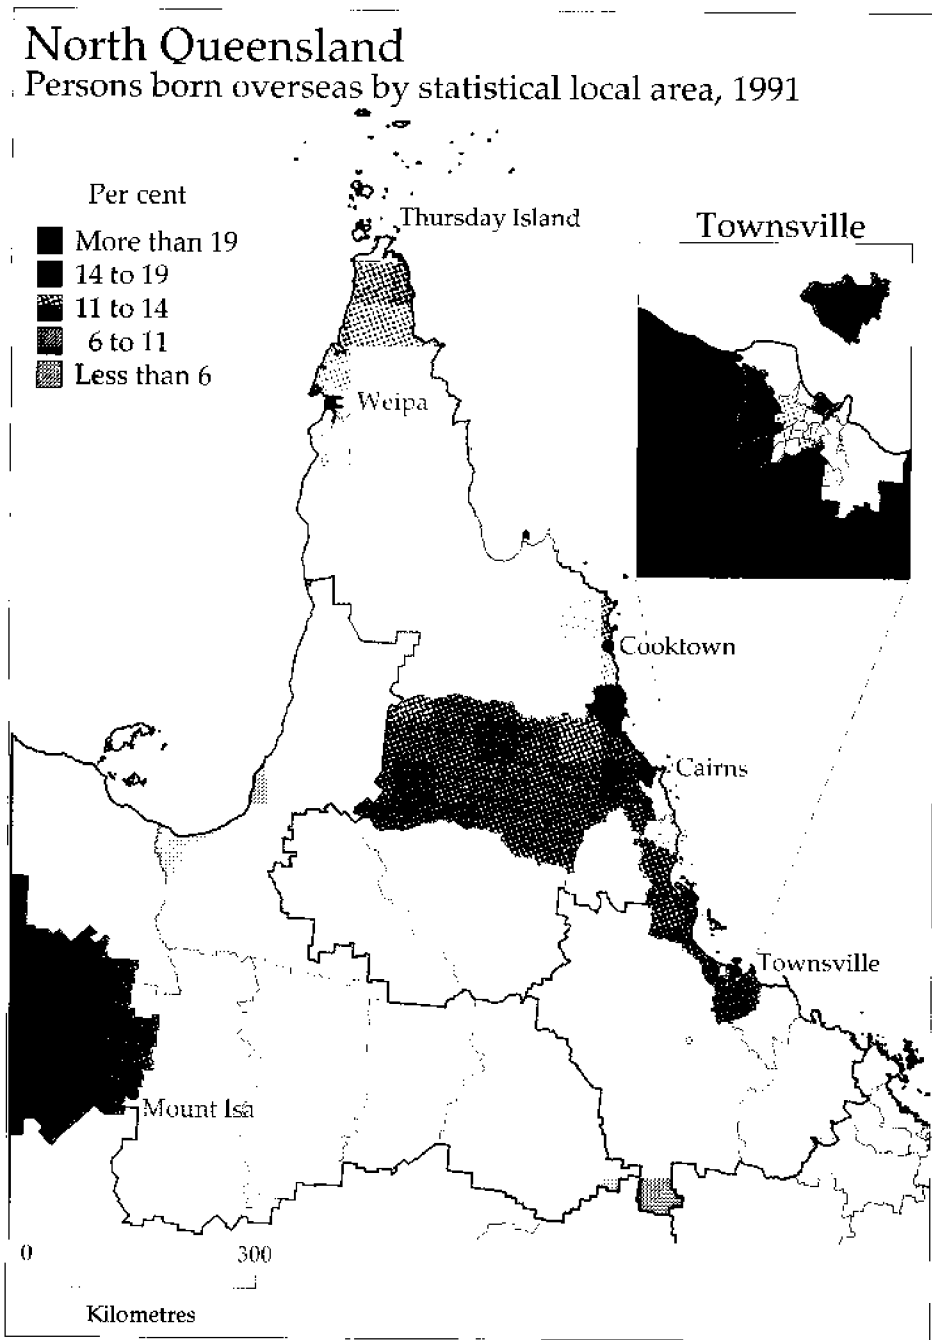 North Queensland
Persons born overseas by statistical local area, 1991
Per cent
More than 19
14 to 19
11 to 14
6 to 11
Less than 6
Thursday Island
Townsville
Weipa
Cooktown
Cairns
Townsville
Mount Isa
0 300
Kilometres